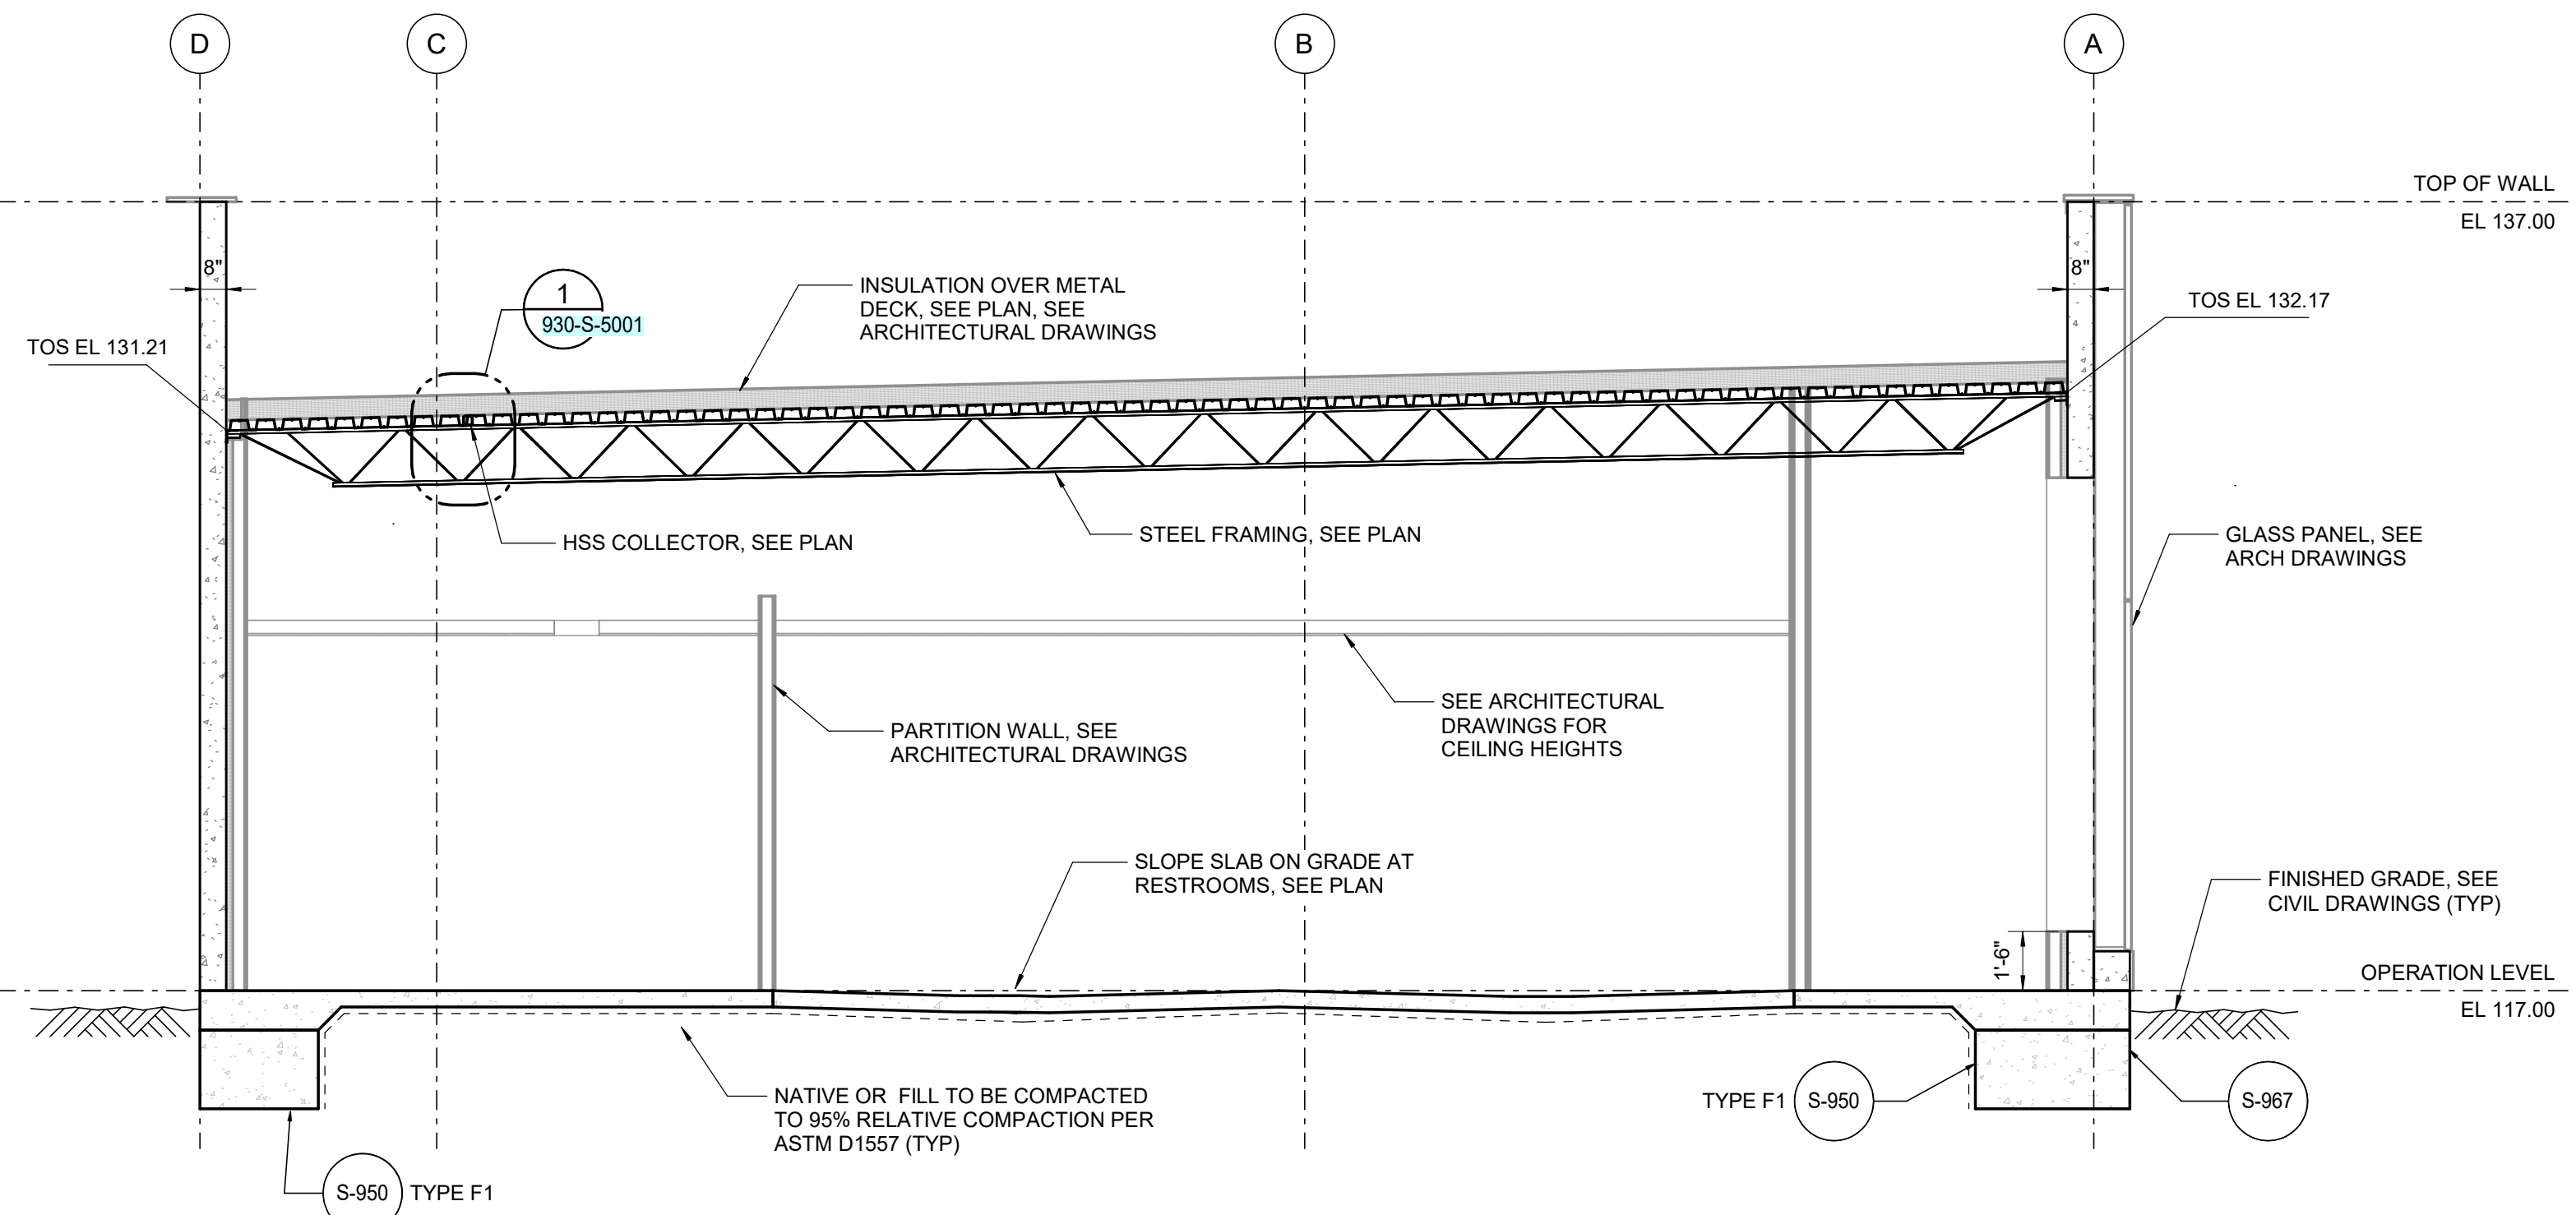 D
C
B
A
TOP OF WALL
EL 137.00
8"
8"
1
930-S-5001
INSULATION OVER METAL
DECK, SEE PLAN, SEE
ARCHITECTURAL DRAWINGS
TOS EL 132.17
TOS EL 131.21
HSS COLLECTOR, SEE PLAN
STEEL FRAMING, SEE PLAN
GLASS PANEL, SEE
ARCH DRAWINGS
SEE ARCHITECTURAL
DRAWINGS FOR
CEILING HEIGHTS
PARTITION WALL, SEE
ARCHITECTURAL DRAWINGS
SLOPE SLAB ON GRADE AT
RESTROOMS, SEE PLAN
FINISHED GRADE, SEE
CIVIL DRAWINGS (TYP)
1'-6"
OPERATION LEVEL
EL 117.00
NATIVE OR  FILL TO BE COMPACTED
TO 95% RELATIVE COMPACTION PER
ASTM D1557 (TYP)
TYPE F1
S-950
S-967
S-950
TYPE F1